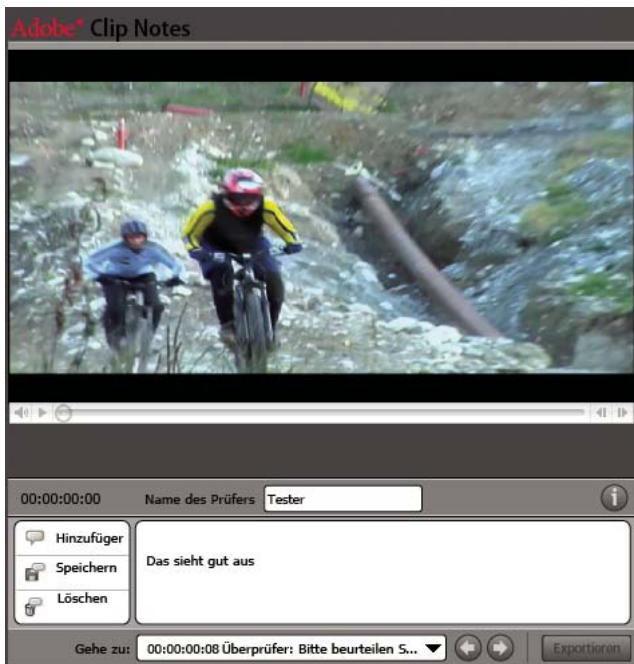 Adobe® Clip Notes
00:00:00:00 Name des Prüfers Tester
Hinzufüger
Speichern
Löschen
Das sieht gut aus
Gehe zu: 00:00:00:08 Überprüfer: Bitte beurteilen S... Exportieren